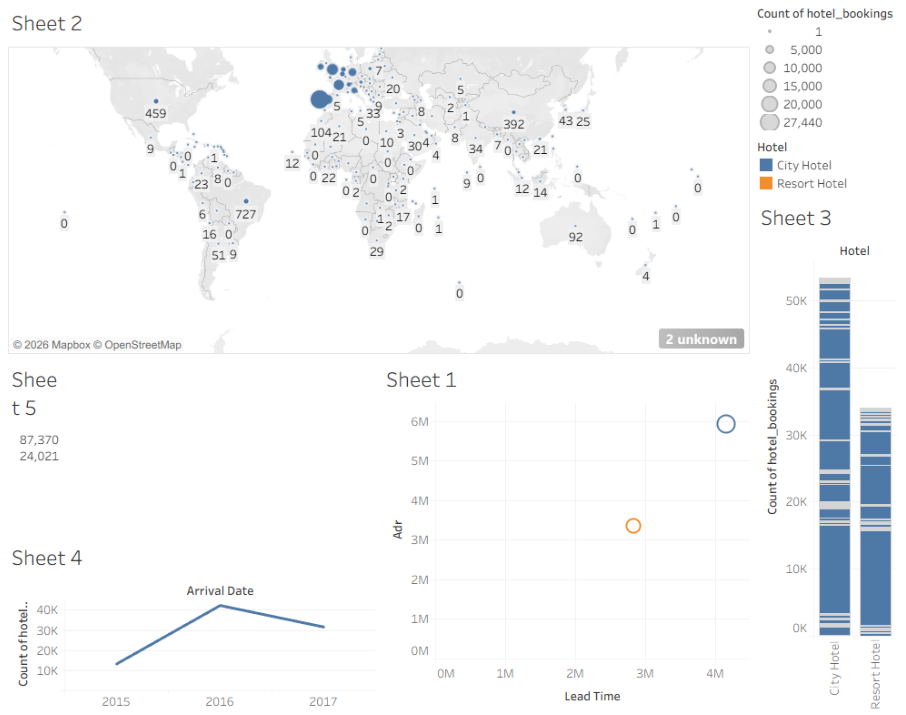 Sheet 2
7
20
5
459
5
9
33
8
2
1
392
43
25
5
9
0
104
21
0
10
3
30
4
4
8
34
7
0
21
0
1
12
0
0
0
1
23
8
0
0
22
0
2
0
2
0
9
0
12
14
0
0
1
0
6
727
1
2
17
0
1
0
1
0
16
0
0
92
51
9
29
4
0
© 2026 Mapbox © OpenStreetMap
2 unknown
Count of hotel_bookings
1
5,000
10,000
15,000
20,000
27,440
Hotel
City Hotel
Resort Hotel
Sheet 3
Hotel
50K
40K
30K
20K
10K
0K
Count of hotel_bookings
City Hotel
Resort Hotel
Shee
t 5
87,370
24,021
Sheet 4
Arrival Date
Count of hotel..
40K
30K
20K
10K
2015
2016
2017
Sheet 1
6M
5M
4M
3M
2M
1M
0M
Adr
0M
1M
2M
3M
4M
Lead Time